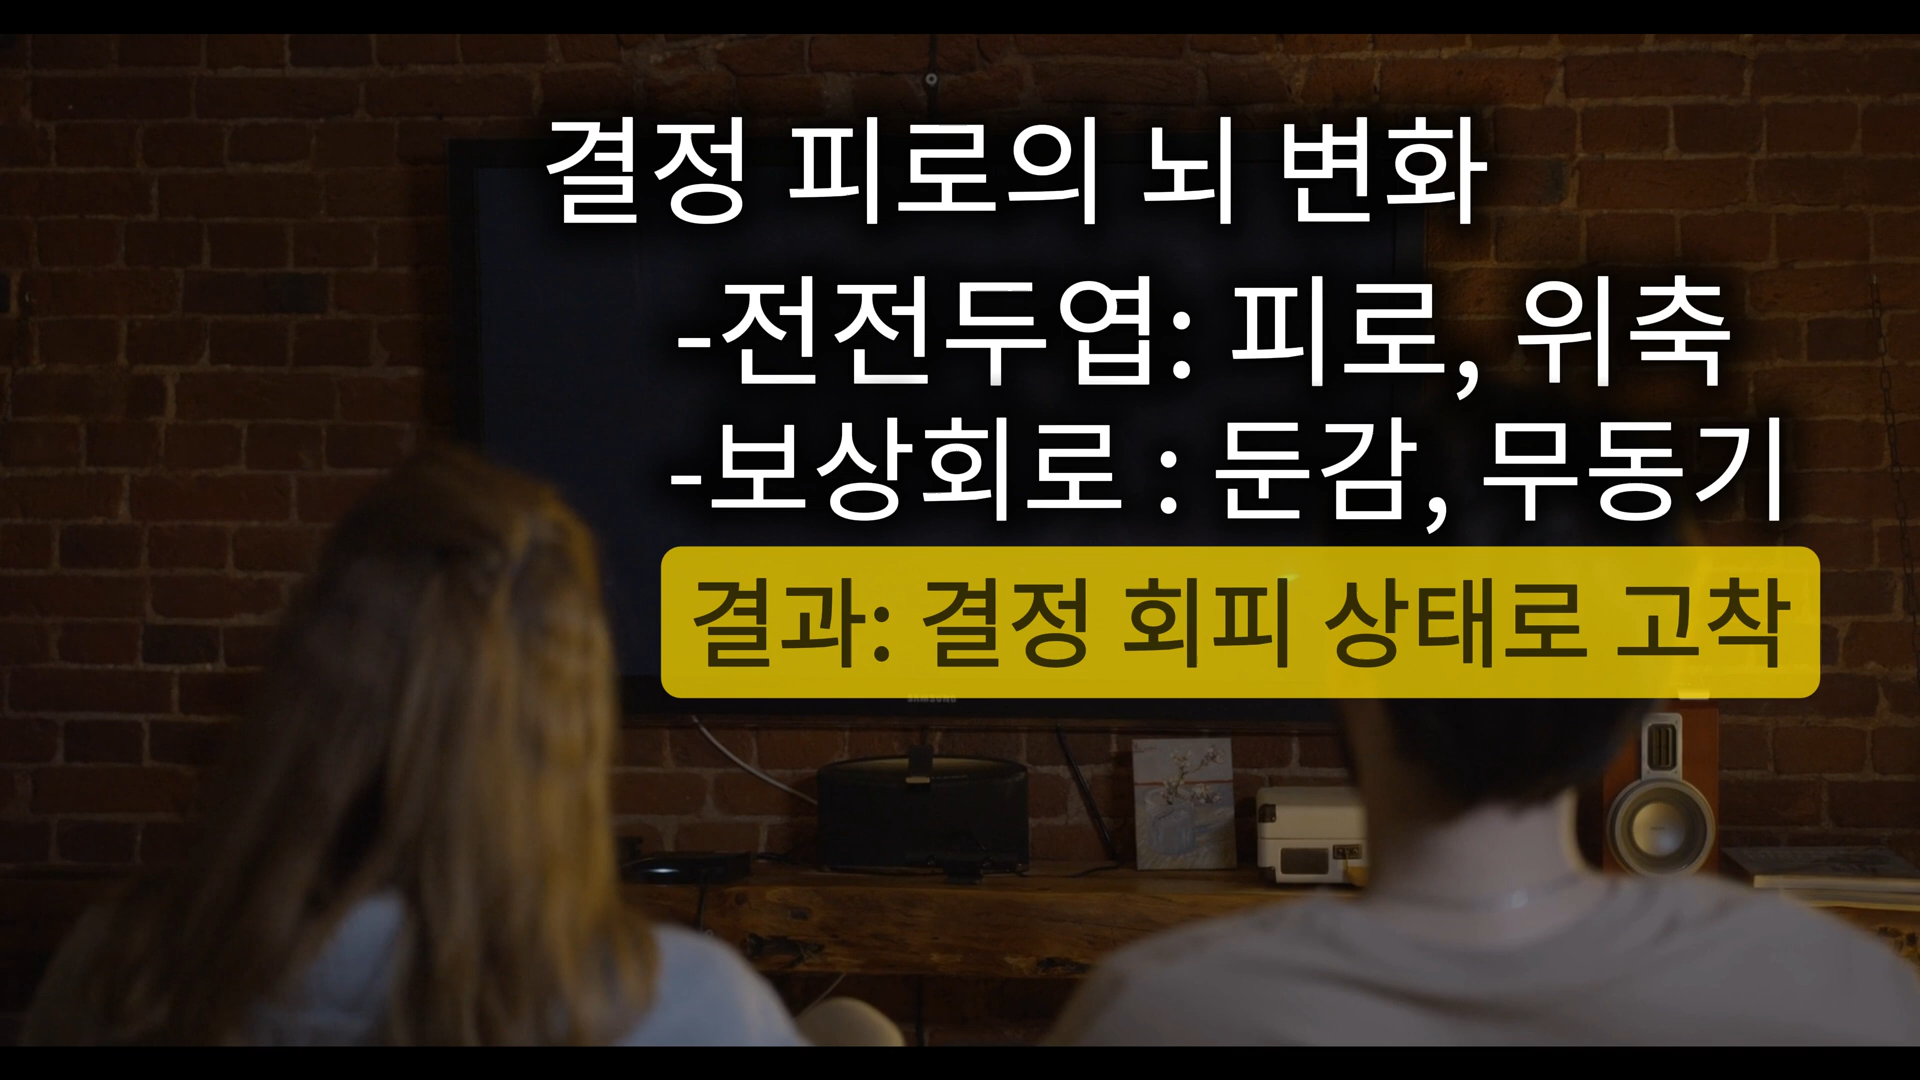 결정 피로의 뇌 변화
-전전두엽: 피로, 위축
-보상회로 : 둔감, 무동기
결과: 결정 회피 상태로 고착
SAMSUNG